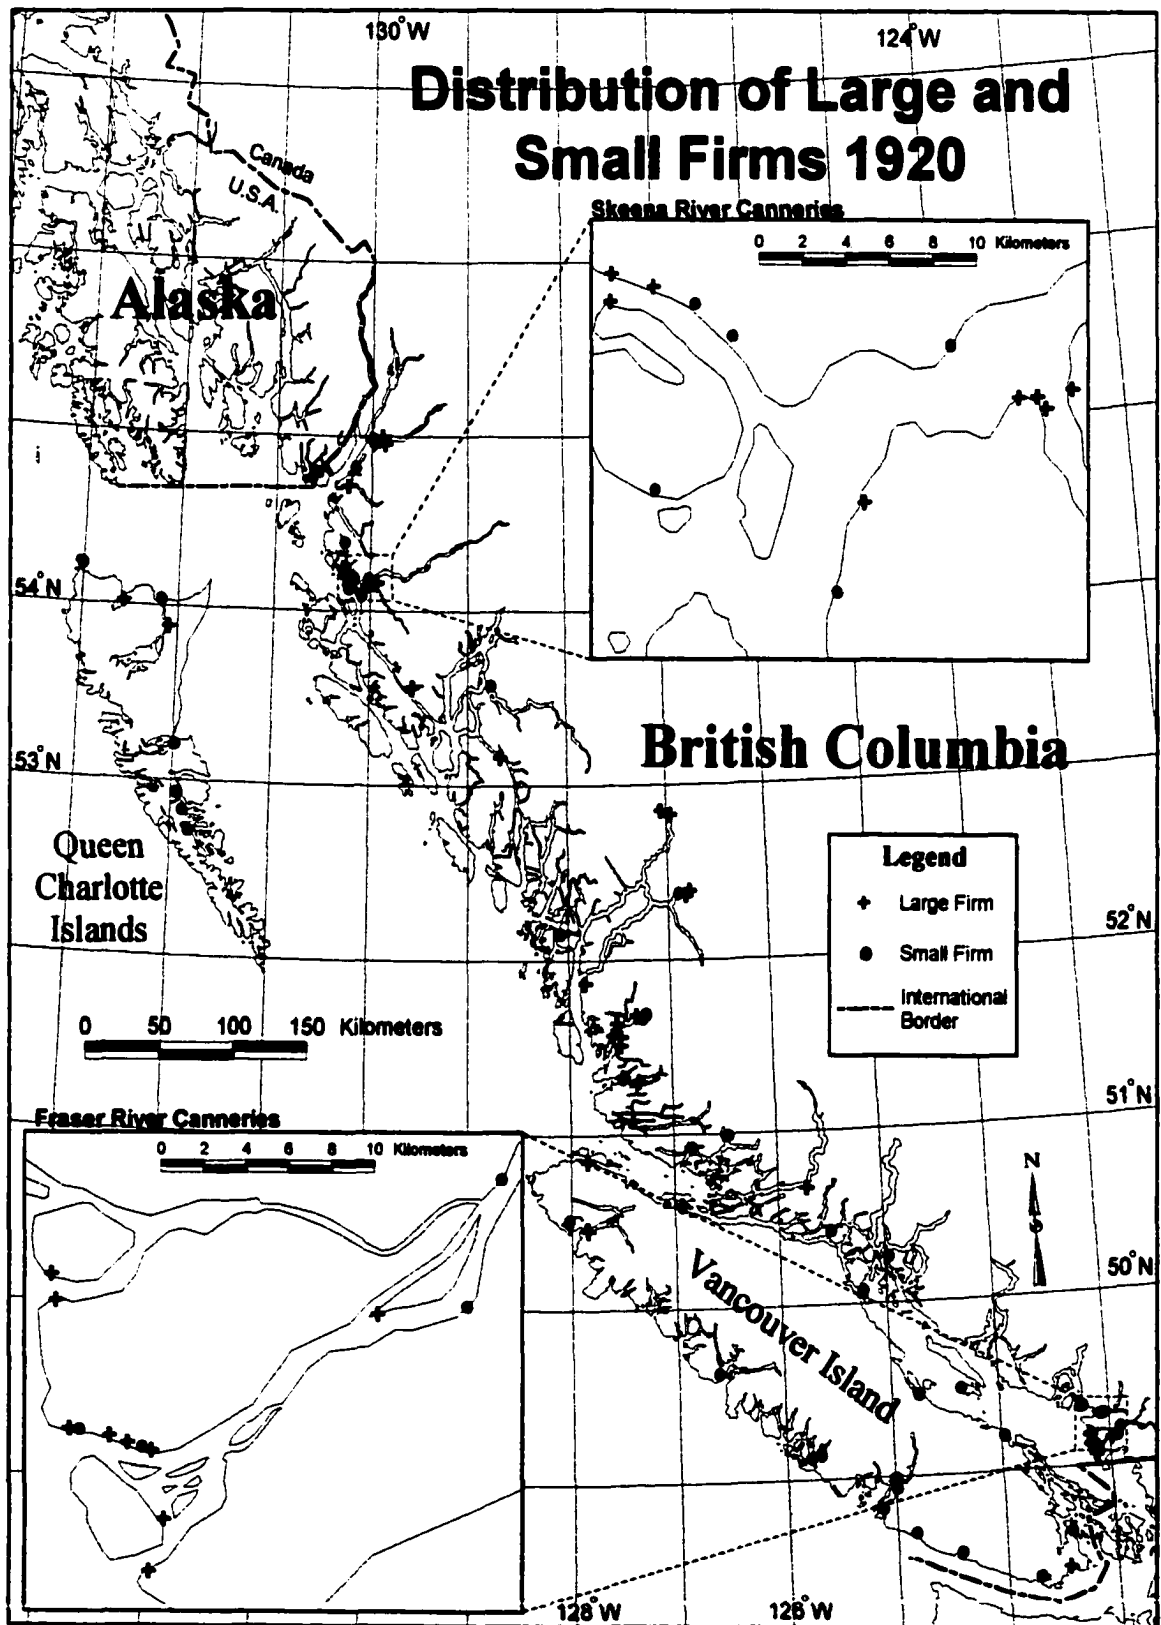 130°W
124°W
Distribution of Large and
Small Firms 1920
Canada
U.S.A.
Skeena River Canneries
0 2 4 6 8 10 Kilometers
Alaska
54°N
53°N
British Columbia
Queen
Charlotte
Islands
Legend
Large Firm
Small Firm
International
Border
52°N
0 50 100 150 Kilometers
51°N
Fraser River Canneries
0 2 4 6 8 10 Kilometers
N
S
50°N
Vancouver Island
128°W
126°W